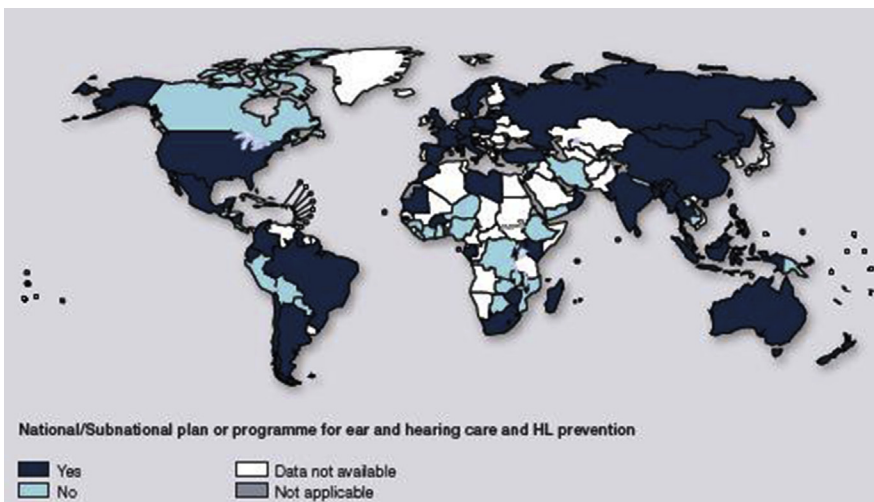 National/Subnational plan or programme for ear and hearing care and HL prevention
Yes
No
Data not available
Not applicable